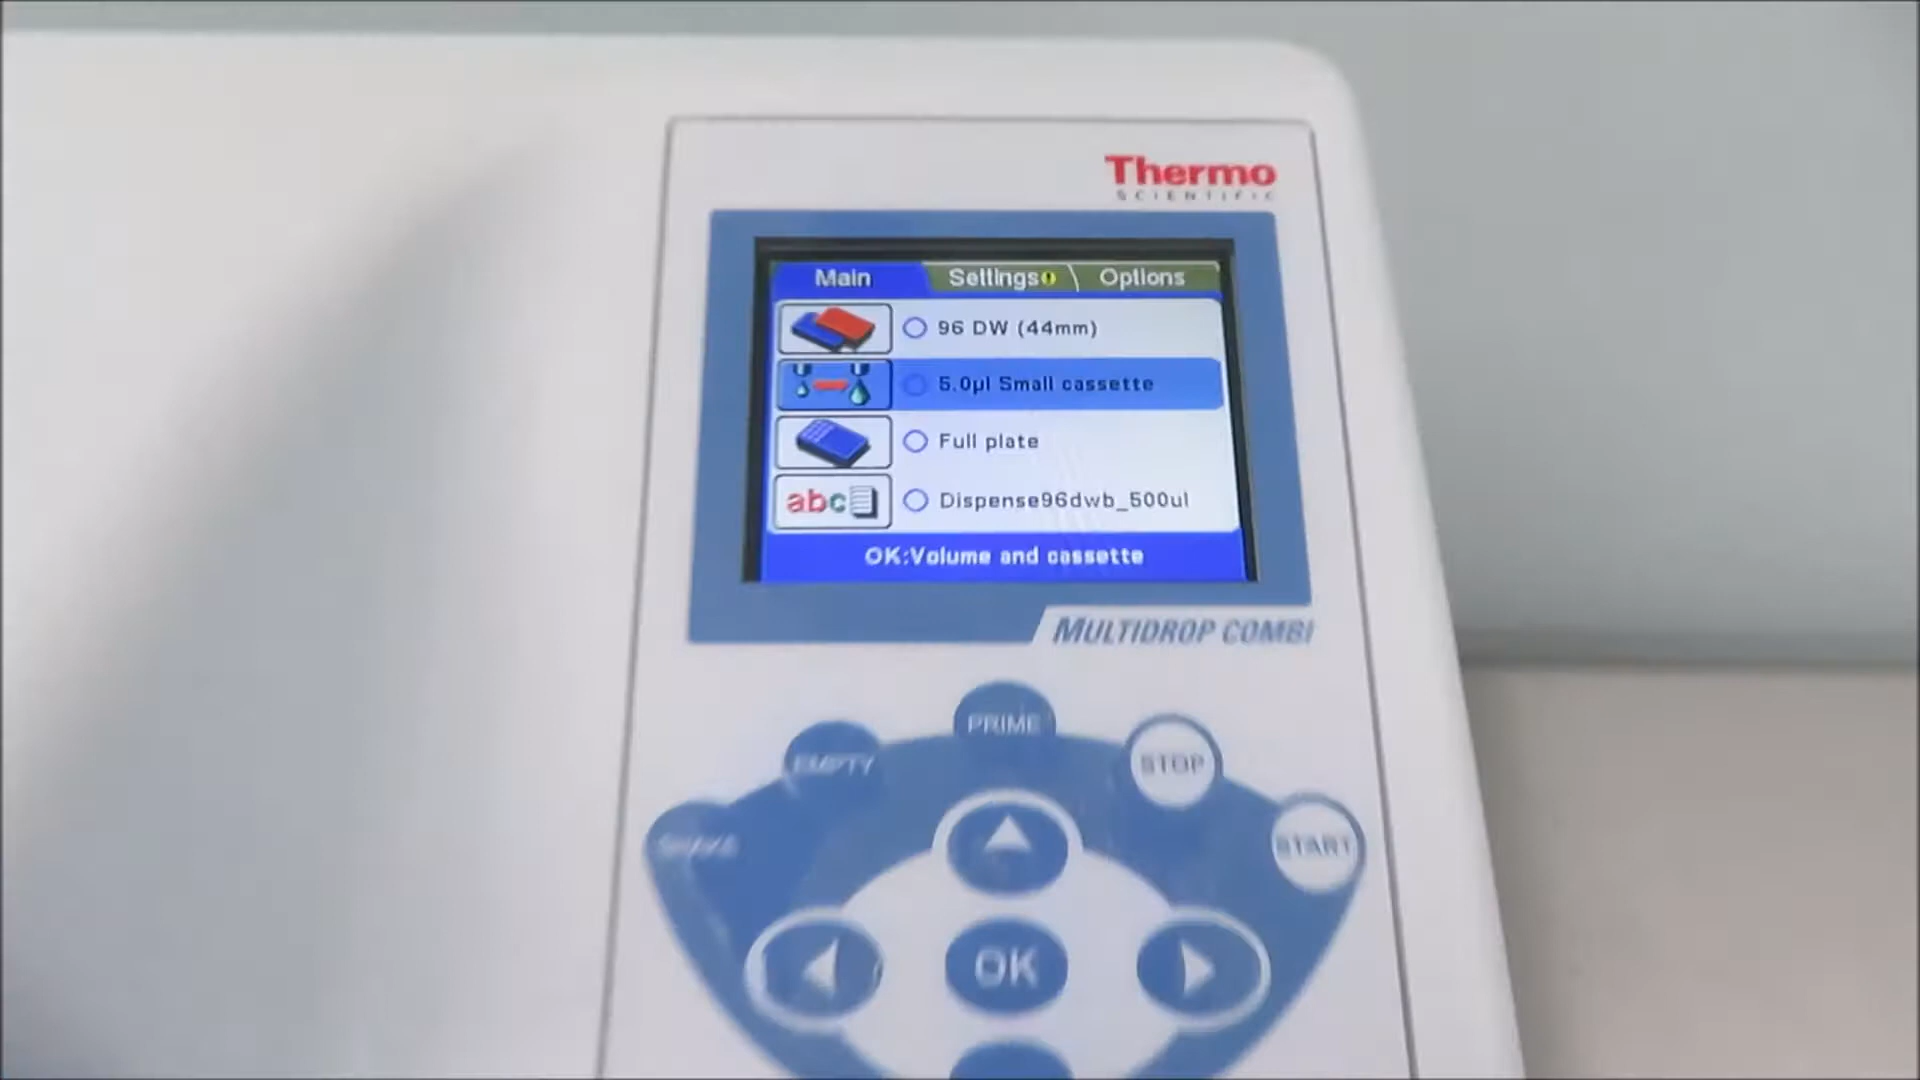 Thermo
SCIENTIFIC
Main
Settings!
Options
96 DW (44mm)
5.0µl Small cassette
Full plate
abc
Dispense96dwb_500ul
OK:Volume and cassette
MULTIDROP COMBI
PRIME
EMPTY
STOP
SHAKE
START
OK